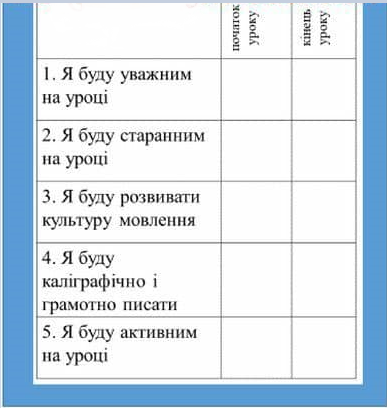 початок
уроку
кінець
уроку
1. Я буду уважним
на уроці
2. Я буду старанним
на уроці
3. Я буду розвивати
культуру мовлення
4. Я буду
каліграфічно і
грамотно писати
5. Я буду активним
на уроці